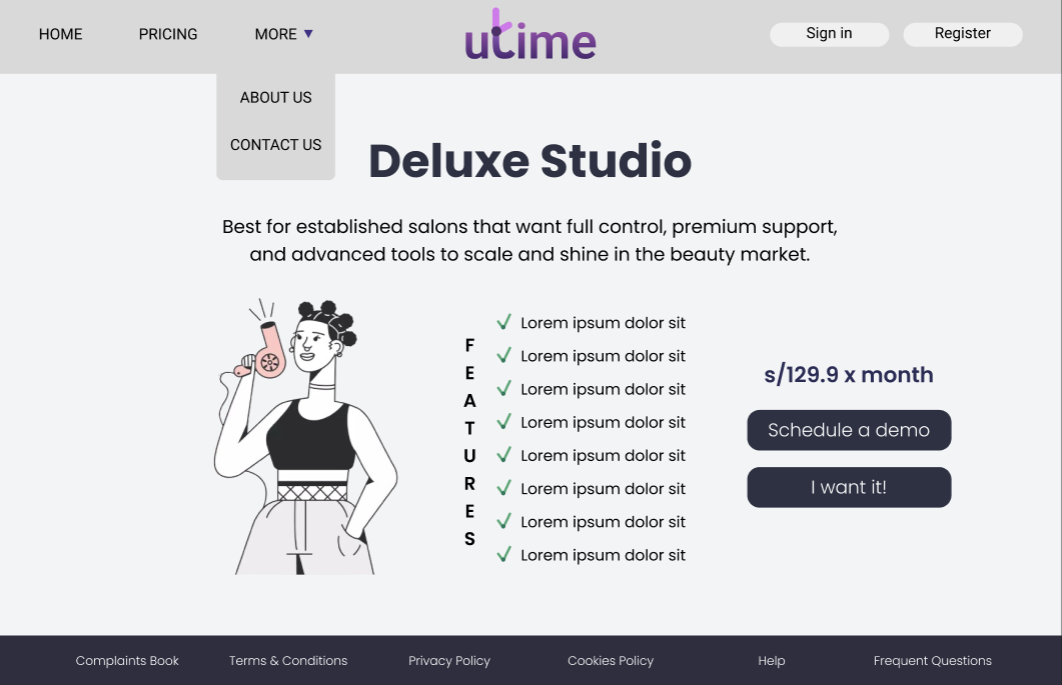 HOME
PRICING
MORE ▼
utime
Sign in
Register
ABOUT US
CONTACT US
Deluxe Studio
Best for established salons that want full control, premium support,
and advanced tools to scale and shine in the beauty market.
FEATURES
Lorem ipsum dolor sit
Lorem ipsum dolor sit
Lorem ipsum dolor sit
Lorem ipsum dolor sit
Lorem ipsum dolor sit
Lorem ipsum dolor sit
Lorem ipsum dolor sit
Lorem ipsum dolor sit
s/129.9 x month
Schedule a demo
I want it!
Complaints Book
Terms & Conditions
Privacy Policy
Cookies Policy
Help
Frequent Questions